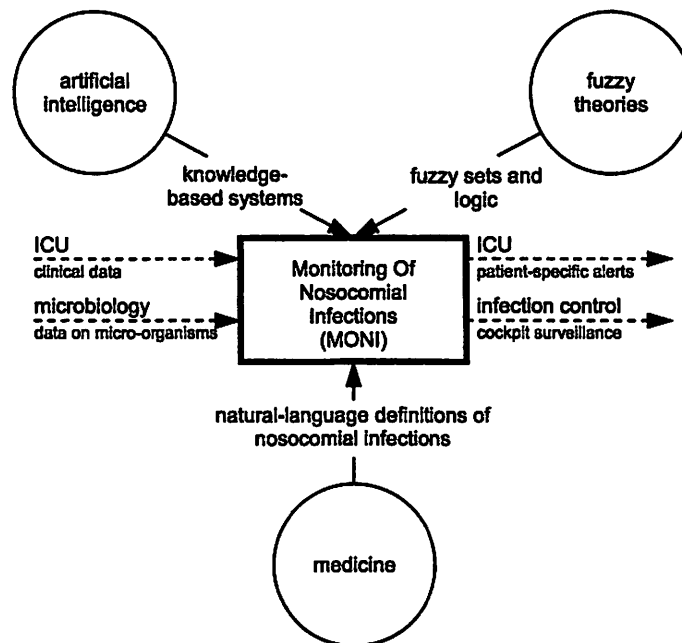 artificial
intelligence
fuzzy
theories
knowledge-
based systems
fuzzy sets and
logic
ICU
clinical data
microbiology
data on micro-organisms
Monitoring Of
Nosocomial
Infections
(MONI)
ICU
patient-specific alerts
infection control
cockpit surveillance
natural-language definitions of
nosocomial infections
medicine